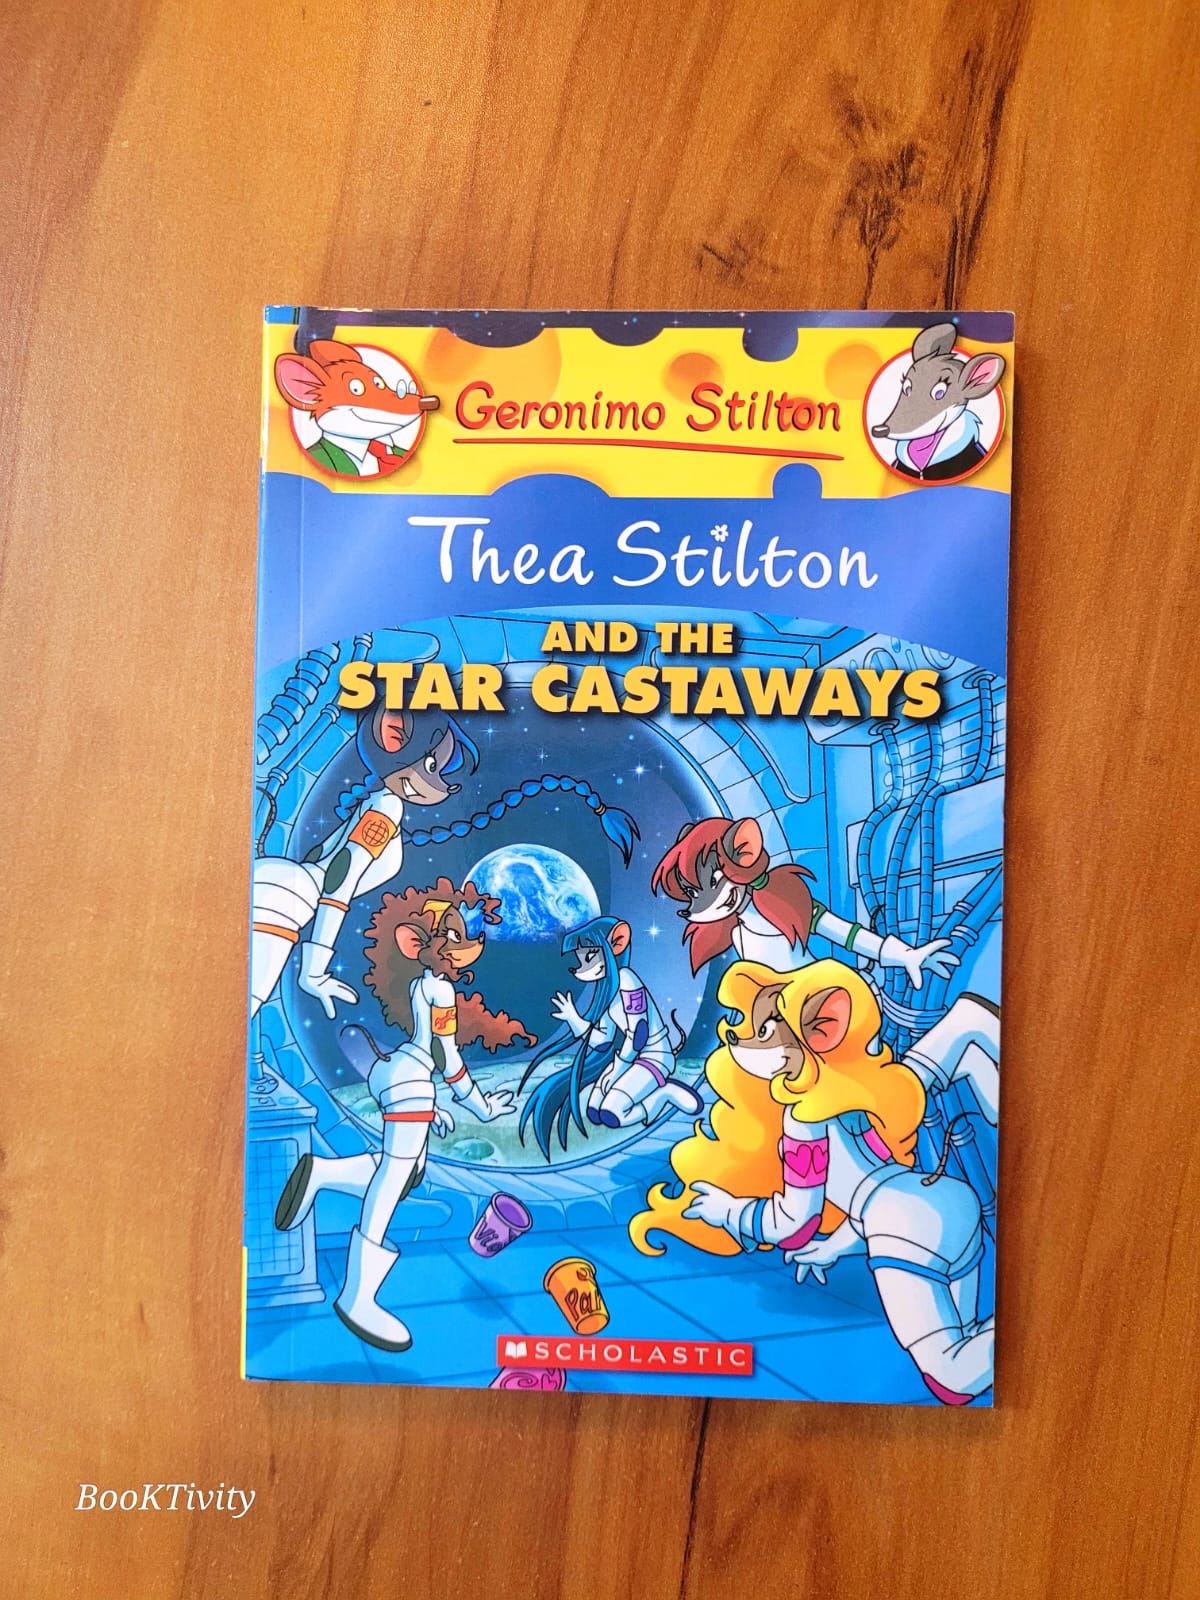 Geronimo Stilton
Thea Stilton
AND THE
STAR CASTAWAYS
SCHOLASTIC
BooKTivity